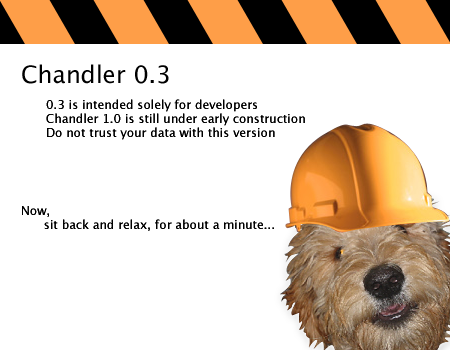 Chandler 0.3
0.3 is intended solely for developers
Chandler 1.0 is still under early construction
Do not trust your data with this version
Now,
sit back and relax, for about a minute...